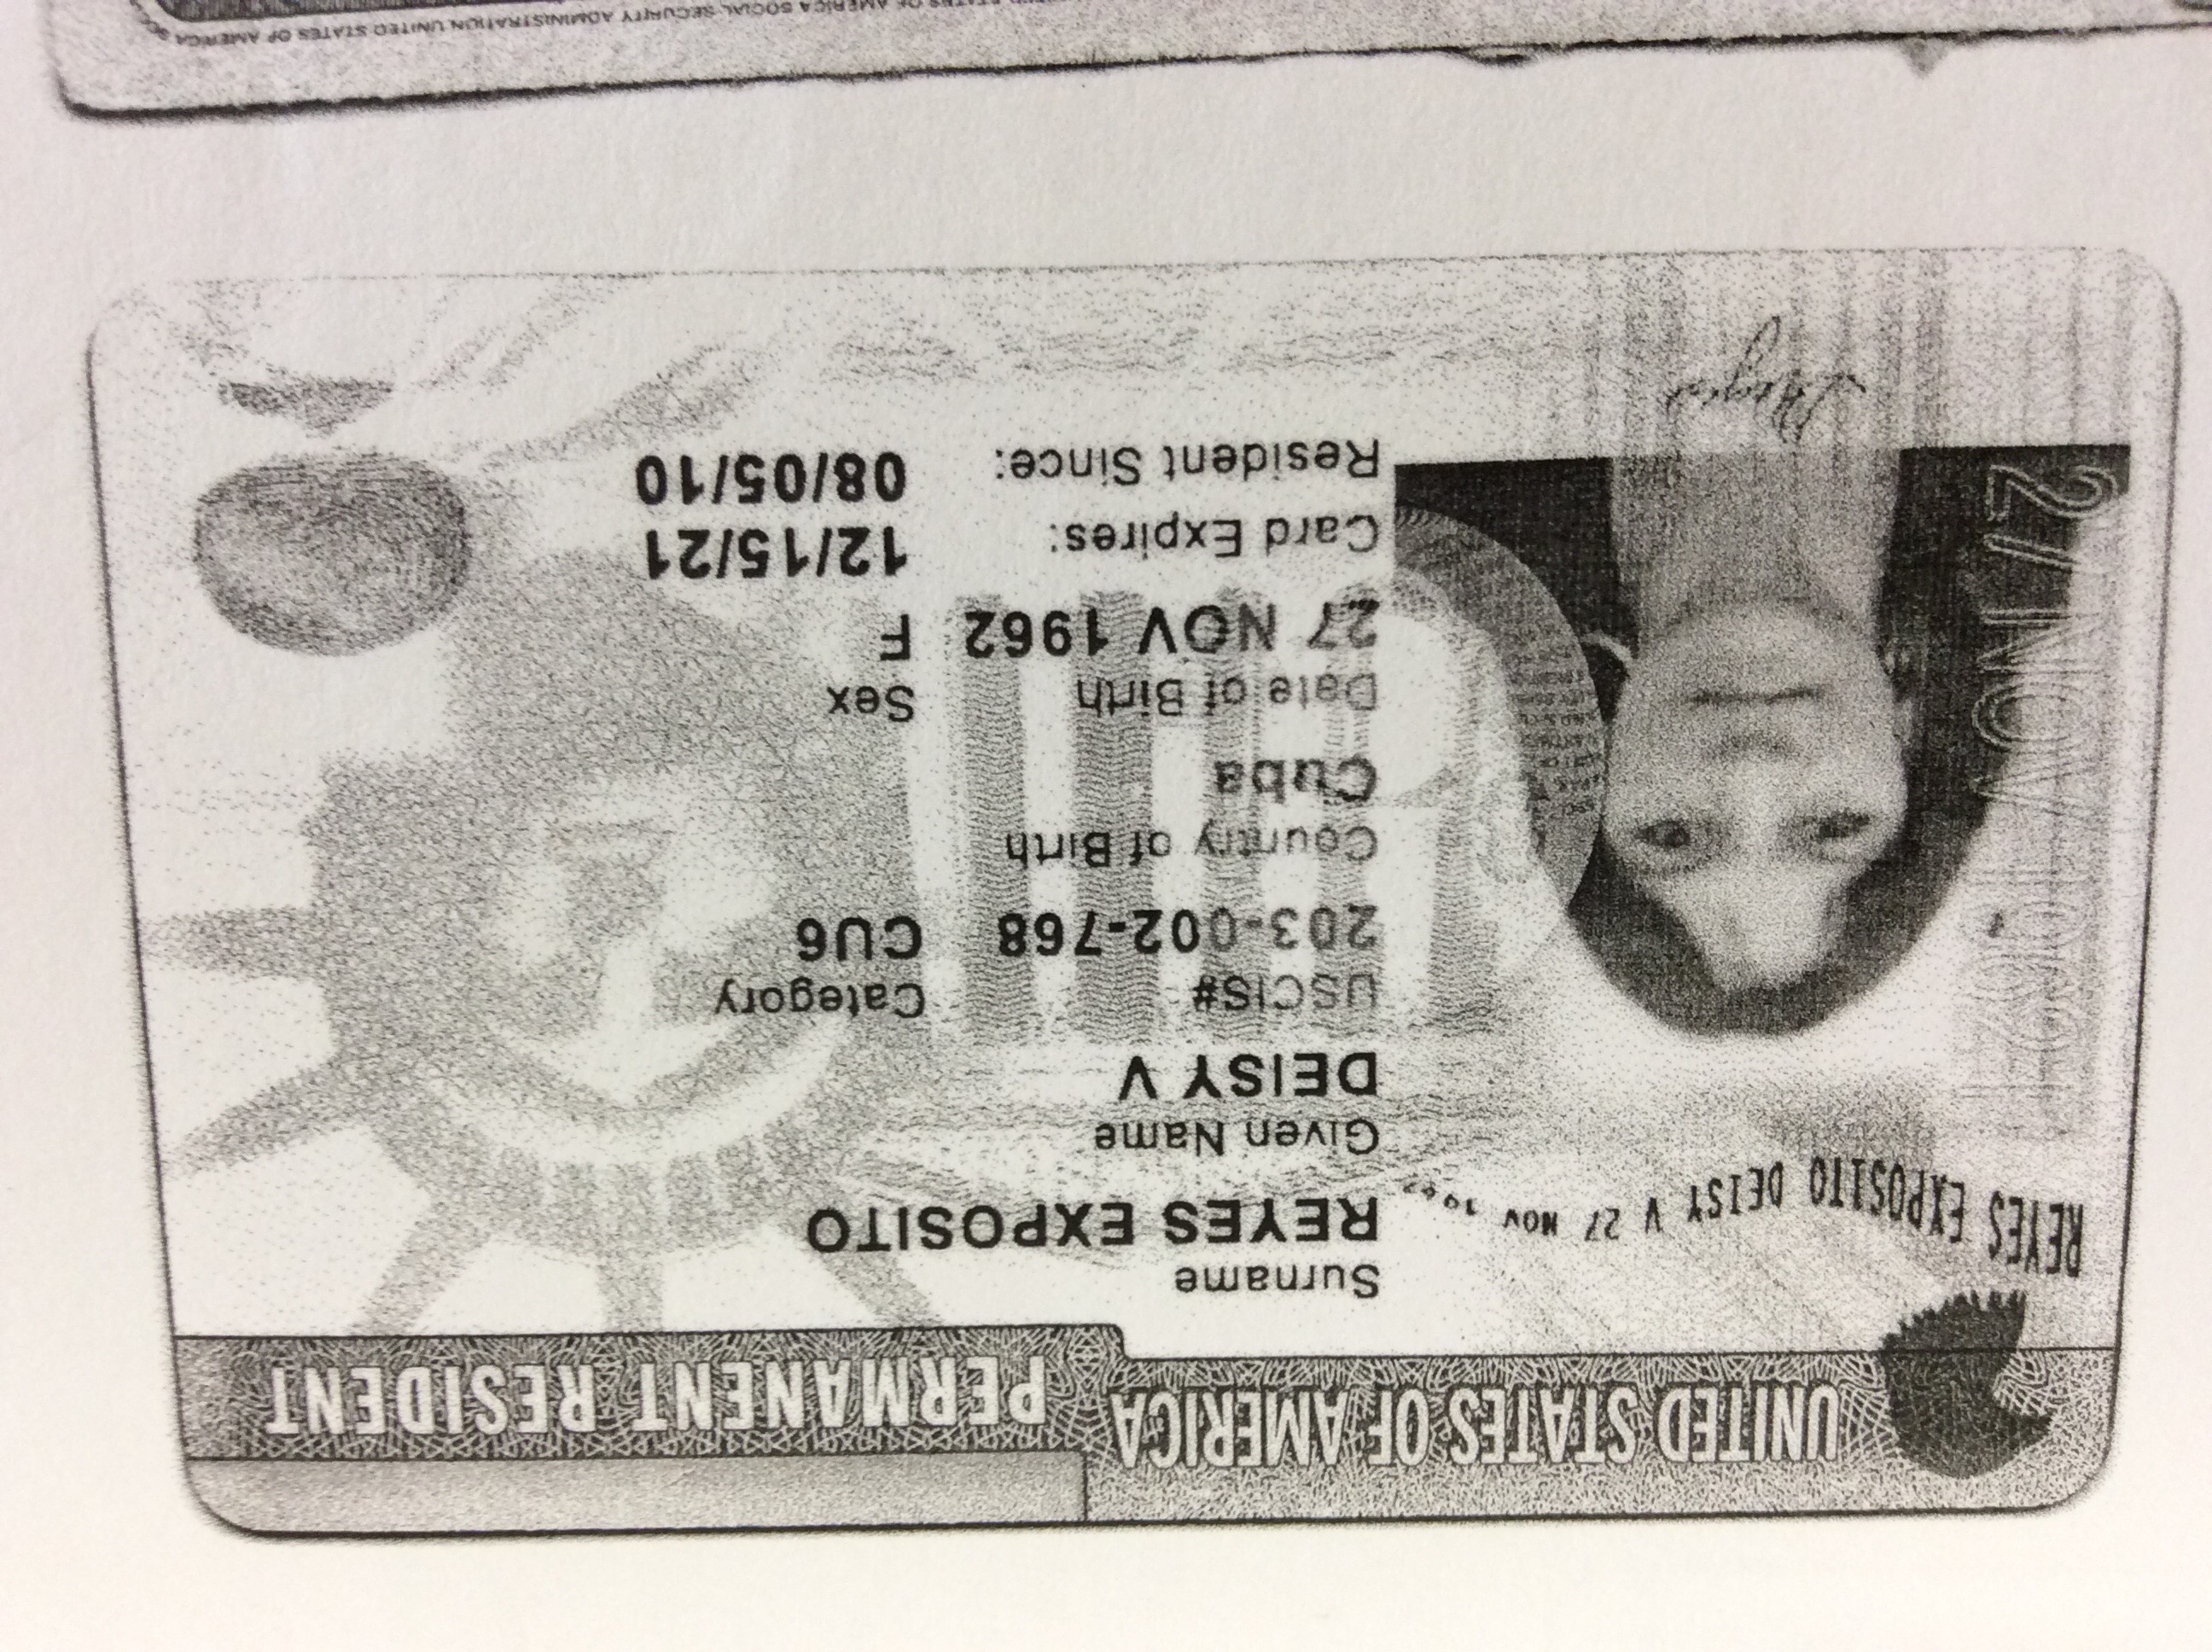 UNITED STATES OF AMERICA
PERMANENT RESIDENT
REYES EXPOSITO DEISY V 27 NOV 1962
Surname
REYES EXPOSITO
Given Name
DEISY V
USCIS# Category
203-002-768 CU6
Country of Birth
Cuba
Date of Birth Sex
27 NOV 1962 F
Card Expires: 12/15/21
Resident Since: 08/05/10
27 NOV 1962
STATES OF AMERICA SOCIAL SECURITY ADMINISTRATION UNITED STATES OF AMERICA